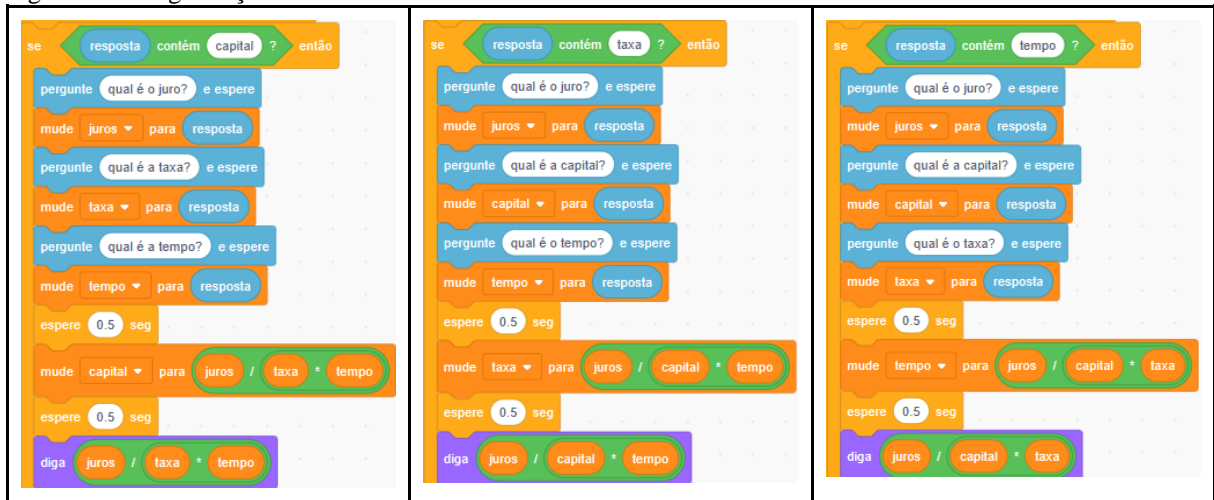 se resposta contém capital ? então
pergunte qual é o juro? e espere
mude juros para resposta
pergunte qual é a taxa? e espere
mude taxa para resposta
pergunte qual é a tempo? e espere
mude tempo para resposta
espere 0.5 seg
mude capital para juros / taxa * tempo
espere 0.5 seg
diga juros / taxa * tempo
se resposta contém taxa ? então
pergunte qual é o juro? e espere
mude juros para resposta
pergunte qual é a capital? e espere
mude capital para resposta
pergunte qual é o tempo? e espere
mude tempo para resposta
espere 0.5 seg
mude taxa para juros / capital * tempo
espere 0.5 seg
diga juros / capital * tempo
se resposta contém tempo ? então
pergunte qual é o juro? e espere
mude juros para resposta
pergunte qual é a capital? e espere
mude capital para resposta
pergunte qual é o taxa? e espere
mude taxa para resposta
espere 0.5 seg
mude tempo para juros / capital * taxa
espere 0.5 seg
diga juros / capital * taxa